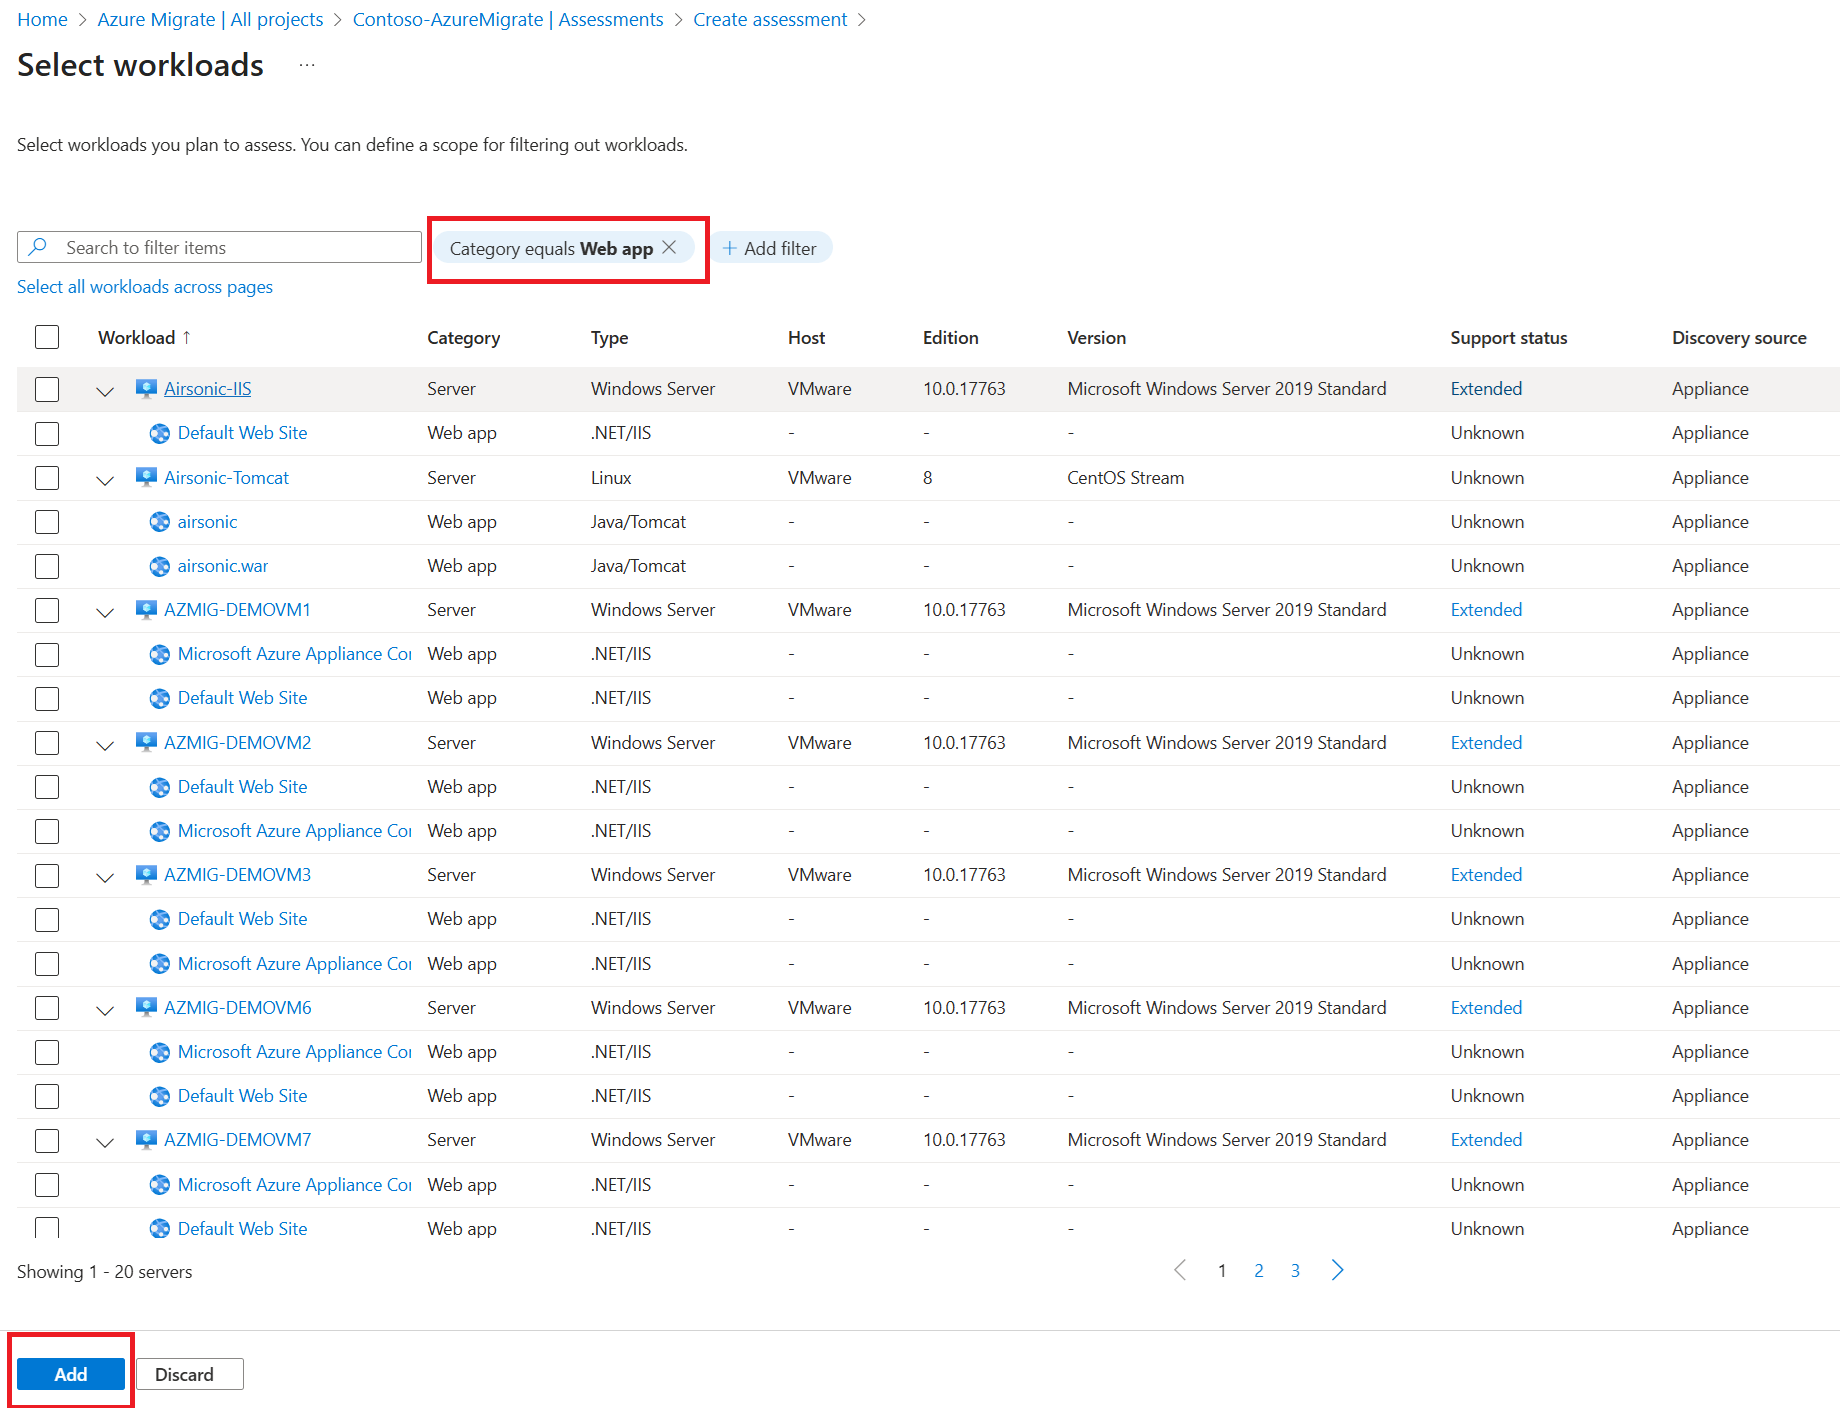 Home > Azure Migrate | All projects > Contoso-AzureMigrate | Assessments > Create assessment >
Select workloads ...
Select workloads you plan to assess. You can define a scope for filtering out workloads.
Search to filter items Category equals Web app × + Add filter
Select all workloads across pages
Workload ↑ Category Type Host Edition Version Support status Discovery source
Airsonic-IIS Server Windows Server VMware 10.0.17763 Microsoft Windows Server 2019 Standard Extended Appliance
Default Web Site Web app .NET/IIS - - - Unknown Appliance
Airsonic-Tomcat Server Linux VMware 8 CentOS Stream Unknown Appliance
airsonic Web app Java/Tomcat - - - Unknown Appliance
airsonic.war Web app Java/Tomcat - - - Unknown Appliance
AZMIG-DEMOVM1 Server Windows Server VMware 10.0.17763 Microsoft Windows Server 2019 Standard Extended Appliance
Microsoft Azure Appliance Cor Web app .NET/IIS - - - Unknown Appliance
Default Web Site Web app .NET/IIS - - - Unknown Appliance
AZMIG-DEMOVM2 Server Windows Server VMware 10.0.17763 Microsoft Windows Server 2019 Standard Extended Appliance
Default Web Site Web app .NET/IIS - - - Unknown Appliance
Microsoft Azure Appliance Cor Web app .NET/IIS - - - Unknown Appliance
AZMIG-DEMOVM3 Server Windows Server VMware 10.0.17763 Microsoft Windows Server 2019 Standard Extended Appliance
Default Web Site Web app .NET/IIS - - - Unknown Appliance
Microsoft Azure Appliance Cor Web app .NET/IIS - - - Unknown Appliance
AZMIG-DEMOVM6 Server Windows Server VMware 10.0.17763 Microsoft Windows Server 2019 Standard Extended Appliance
Microsoft Azure Appliance Cor Web app .NET/IIS - - - Unknown Appliance
Default Web Site Web app .NET/IIS - - - Unknown Appliance
AZMIG-DEMOVM7 Server Windows Server VMware 10.0.17763 Microsoft Windows Server 2019 Standard Extended Appliance
Microsoft Azure Appliance Cor Web app .NET/IIS - - - Unknown Appliance
Default Web Site Web app .NET/IIS - - - Unknown Appliance
Showing 1 - 20 servers < 1 2 3 >
Add Discard